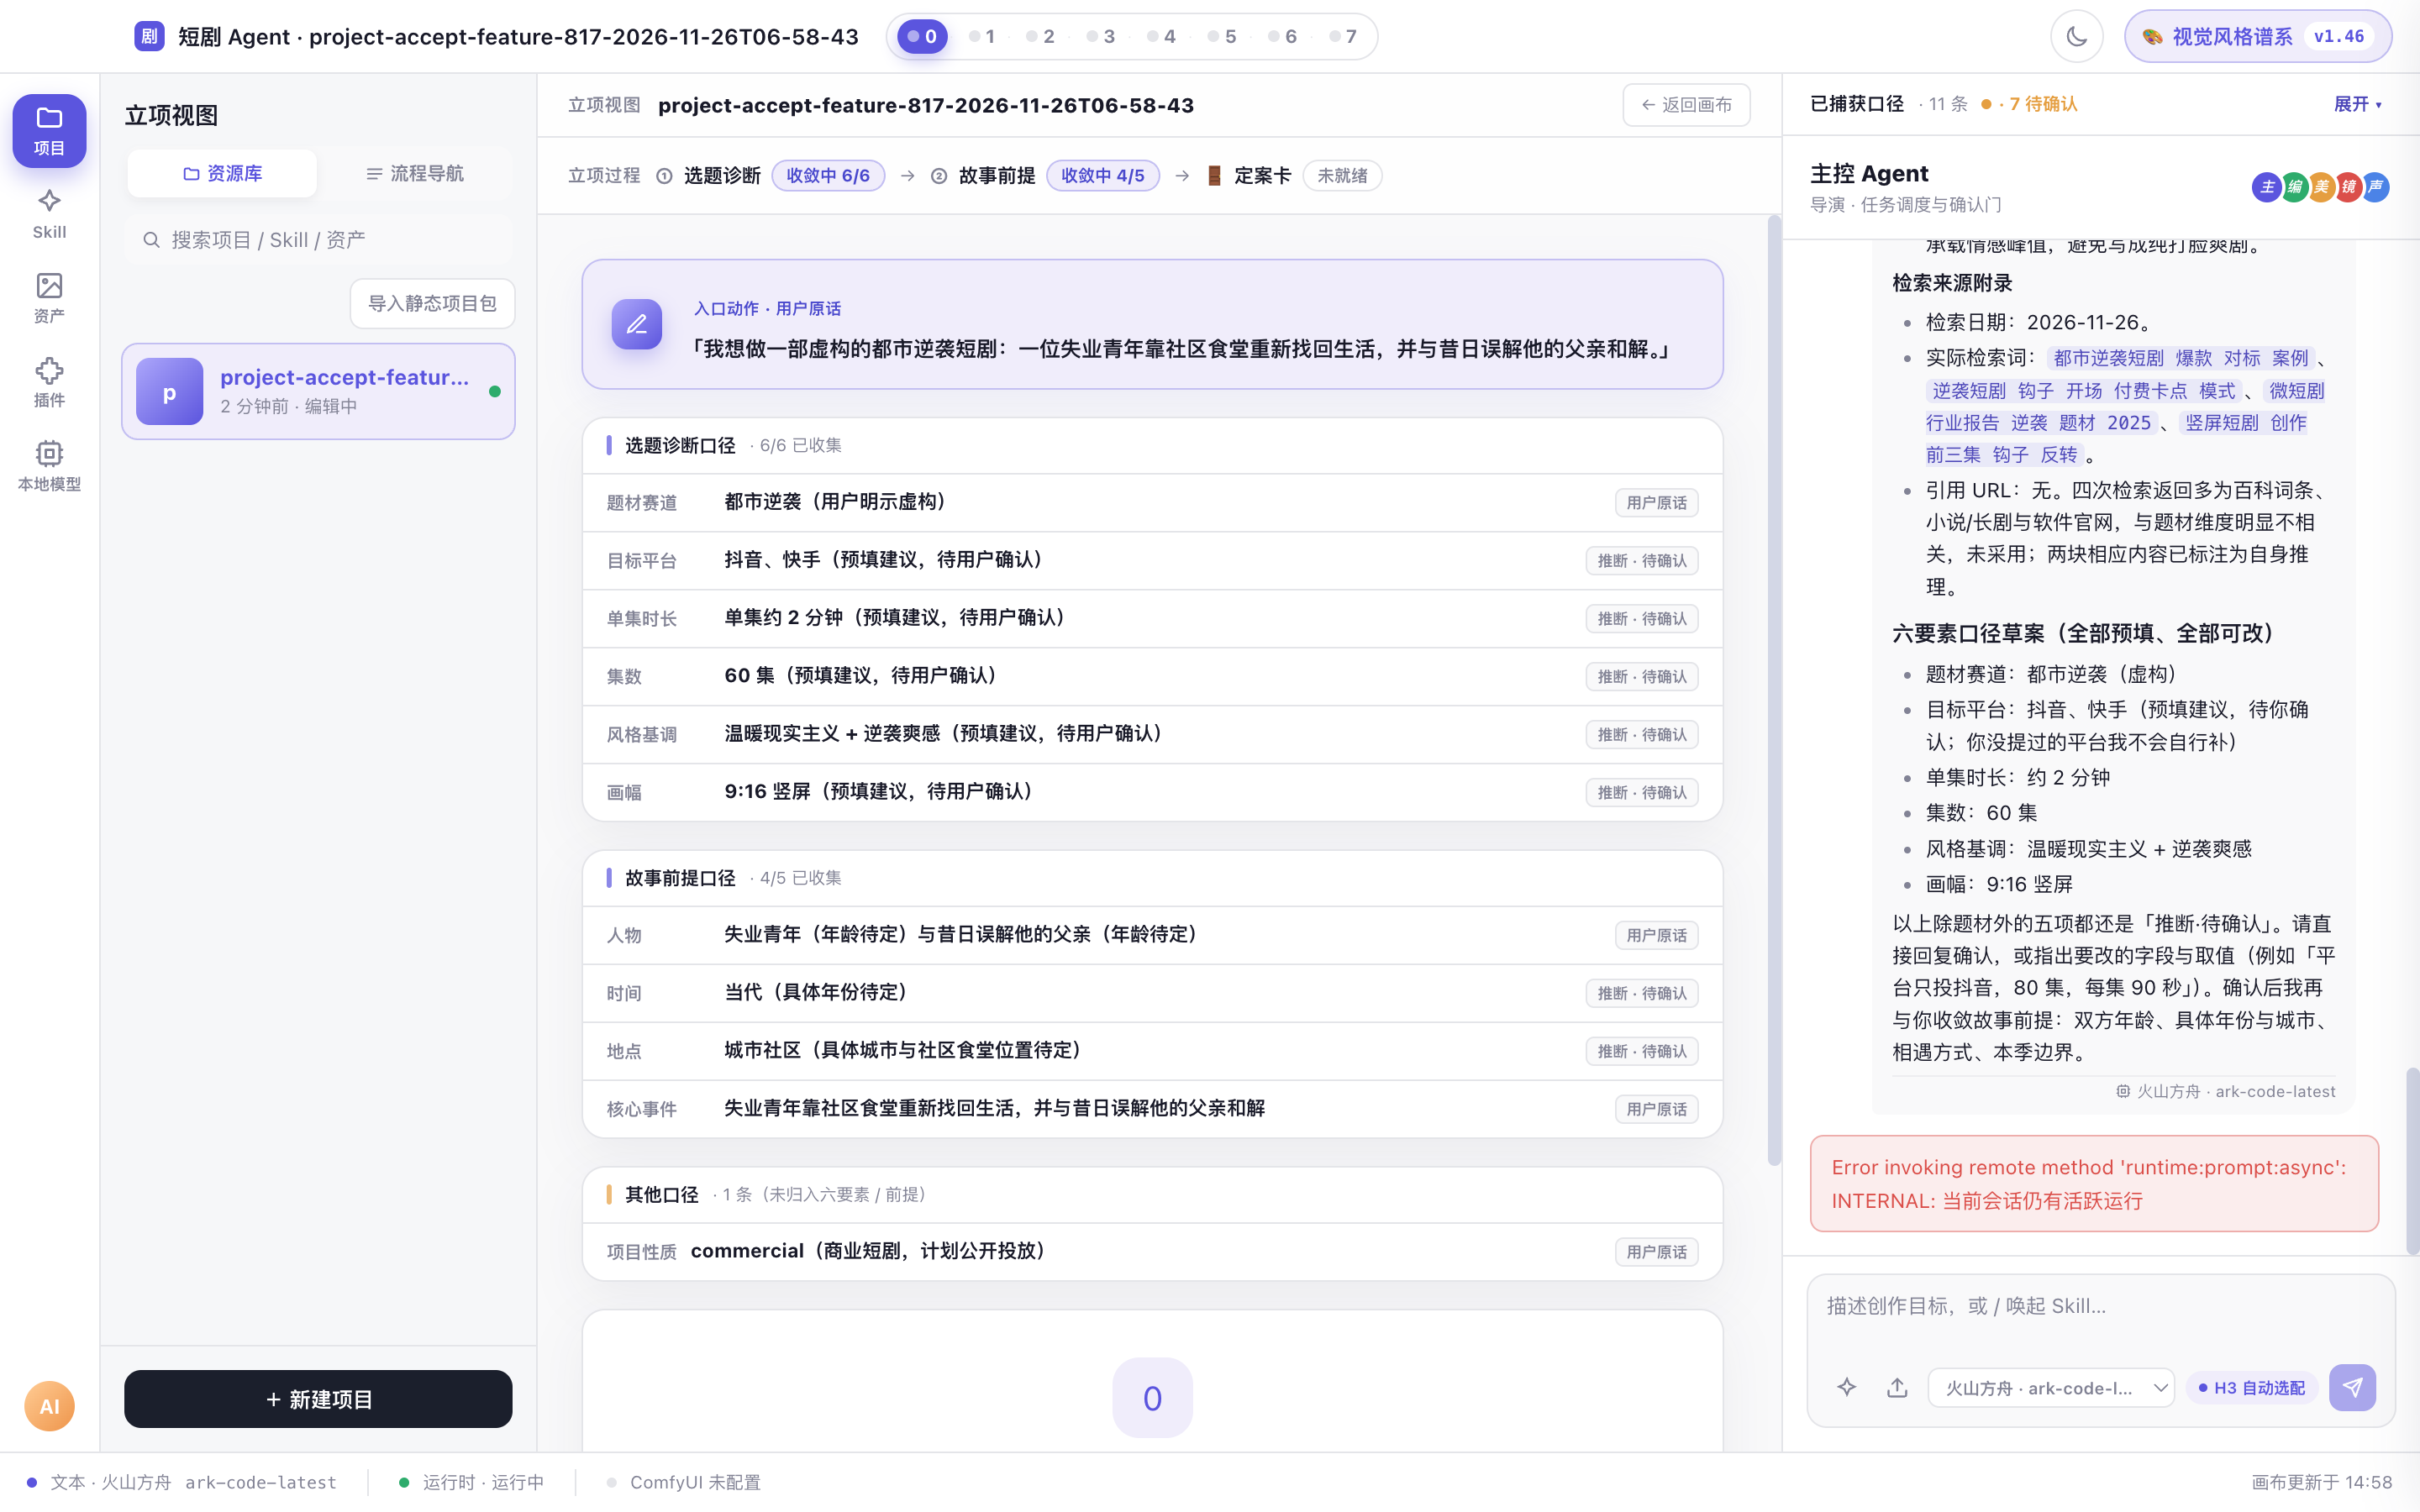 剧 短剧 Agent · project-accept-feature-817-2026-11-26T06-58-43
0 · 1 · 2 · 3 · 4 · 5 · 6 · 7
视觉风格谱系 v1.46
项目
Skill
资产
插件
本地模型
AI
立项视图
资源库
流程导航
搜索项目 / Skill / 资产
导入静态项目包
p
project-accept-featur...
2 分钟前 · 编辑中
+ 新建项目
立项视图 project-accept-feature-817-2026-11-26T06-58-43
← 返回画布
立项过程 ① 选题诊断 收敛中 6/6 → ② 故事前提 收敛中 4/5 → 定案卡 未就绪
入口动作 · 用户原话
「我想做一部虚构的都市逆袭短剧：一位失业青年靠社区食堂重新找回生活，并与昔日误解他的父亲和解。」
选题诊断口径 · 6/6 已收集
题材赛道 都市逆袭（用户明示虚构） 用户原话
目标平台 抖音、快手（预填建议，待用户确认） 推断 · 待确认
单集时长 单集约 2 分钟（预填建议，待用户确认） 推断 · 待确认
集数 60 集（预填建议，待用户确认） 推断 · 待确认
风格基调 温暖现实主义 + 逆袭爽感（预填建议，待用户确认） 推断 · 待确认
画幅 9:16 竖屏（预填建议，待用户确认） 推断 · 待确认
故事前提口径 · 4/5 已收集
人物 失业青年（年龄待定）与昔日误解他的父亲（年龄待定） 用户原话
时间 当代（具体年份待定） 推断 · 待确认
地点 城市社区（具体城市与社区食堂位置待定） 推断 · 待确认
核心事件 失业青年靠社区食堂重新找回生活，并与昔日误解他的父亲和解 用户原话
其他口径 · 1 条（未归入六要素 / 前提）
项目性质 commercial（商业短剧，计划公开投放） 用户原话
0
已捕获口径 · 11 条 · 7 待确认
展开 ▾
主控 Agent
导演 · 任务调度与确认门
主 编 美 镜 声
承载情感峰值，避免写成纯打脸爽剧。
检索来源附录
• 检索日期：2026-11-26。
• 实际检索词：都市逆袭短剧 爆款 对标 案例、
逆袭短剧 钩子 开场 付费卡点 模式、微短剧
行业报告 逆袭 题材 2025、竖屏短剧 创作
前三集 钩子 反转。
• 引用 URL：无。四次检索返回多为百科词条、
小说/长剧与软件官网，与题材维度明显不相
关，未采用；两块相应内容已标注为自身推
理。
六要素口径草案（全部预填、全部可改）
• 题材赛道：都市逆袭（虚构）
• 目标平台：抖音、快手（预填建议，待你确
认；你没提过的平台我不会自行补）
• 单集时长：约 2 分钟
• 集数：60 集
• 风格基调：温暖现实主义 + 逆袭爽感
• 画幅：9:16 竖屏
以上除题材外的五项都还是「推断·待确认」。请直
接回复确认，或指出要改的字段与取值（例如「平
台只投抖音，80 集，每集 90 秒」）。确认后我再
与你收敛故事前提：双方年龄、具体年份与城市、
相遇方式、本季边界。
火山方舟 · ark-code-latest
Error invoking remote method 'runtime:prompt:async':
INTERNAL: 当前会话仍有活跃运行
描述创作目标，或 / 唤起 Skill...
火山方舟 · ark-code-l...
H3 自动选配
文本 · 火山方舟 ark-code-latest
运行时 · 运行中
ComfyUI 未配置
画布更新于 14:58